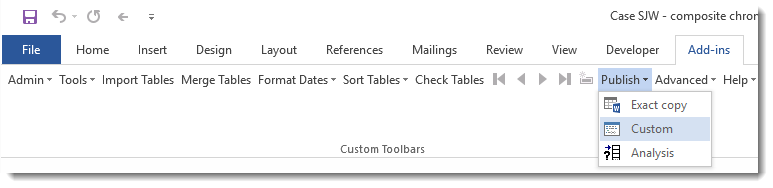 Case SJW - composite chron
File Home Insert Design Layout References Mailings Review View Developer Add-ins
Admin Tools Import Tables Merge Tables Format Dates Sort Tables Check Tables Publish Advanced Help
Exact copy
Custom
Analysis
Custom Toolbars